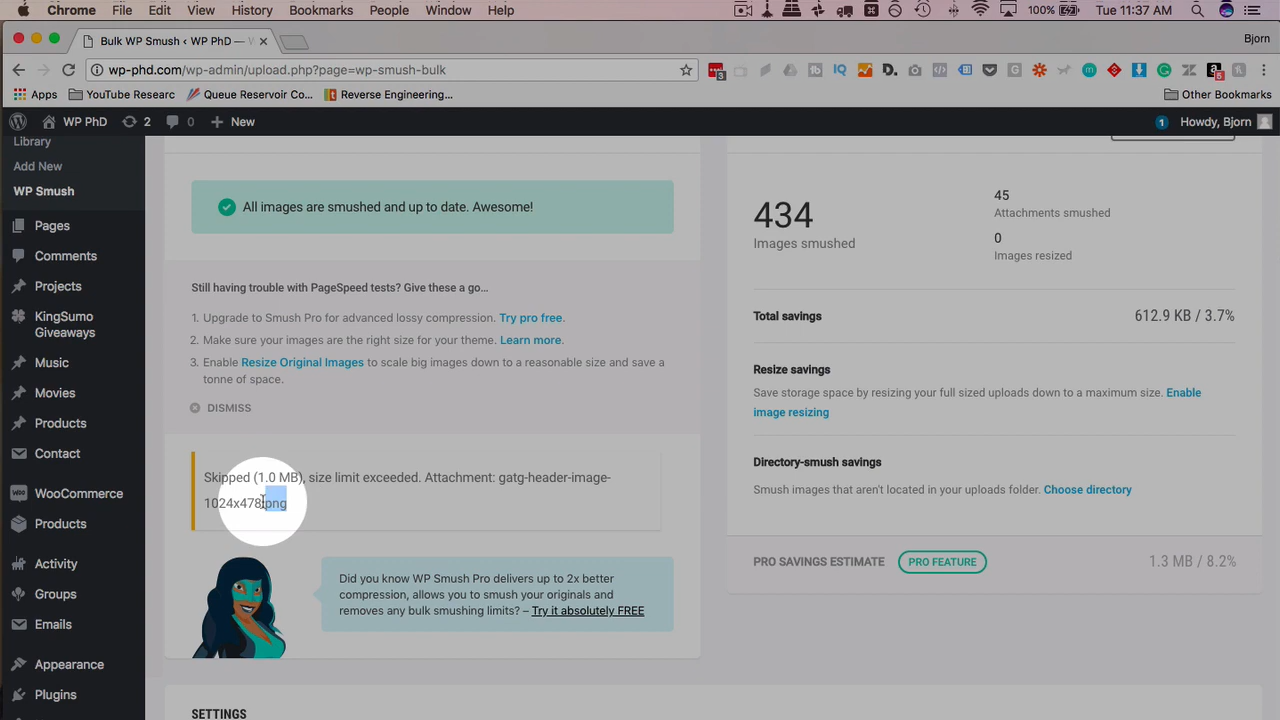 Chrome File Edit View History Bookmarks People Window Help 100% Tue 11:37 AM
Bulk WP Smush ‹ WP PhD — Bjorn
wp-phd.com/wp-admin/upload.php?page=wp-smush-bulk
Apps YouTube Researc Queue Reservoir Co... Reverse Engineering... Other Bookmarks
WP PhD 2 0 New 1 Howdy, Bjorn
Library
Add New
WP Smush
Pages
Comments
Projects
KingSumo
Giveaways
Music
Movies
Products
Contact
WooCommerce
Products
Activity
Groups
Emails
Appearance
Plugins
All images are smushed and up to date. Awesome!
Still having trouble with PageSpeed tests? Give these a go...
1. Upgrade to Smush Pro for advanced lossy compression. Try pro free.
2. Make sure your images are the right size for your theme. Learn more.
3. Enable Resize Original Images to scale big images down to a reasonable size and save a
tonne of space.
DISMISS
Skipped (1.0 MB), size limit exceeded. Attachment: gatg-header-image-
1024x478.png
Did you know WP Smush Pro delivers up to 2x better
compression, allows you to smush your originals and
removes any bulk smushing limits? – Try it absolutely FREE
SETTINGS
434
Images smushed
45
Attachments smushed
0
Images resized
Total savings 612.9 KB / 3.7%
Resize savings
Save storage space by resizing your full sized uploads down to a maximum size. Enable
image resizing
Directory-smush savings
Smush images that aren't located in your uploads folder. Choose directory
PRO SAVINGS ESTIMATE PRO FEATURE 1.3 MB / 8.2%